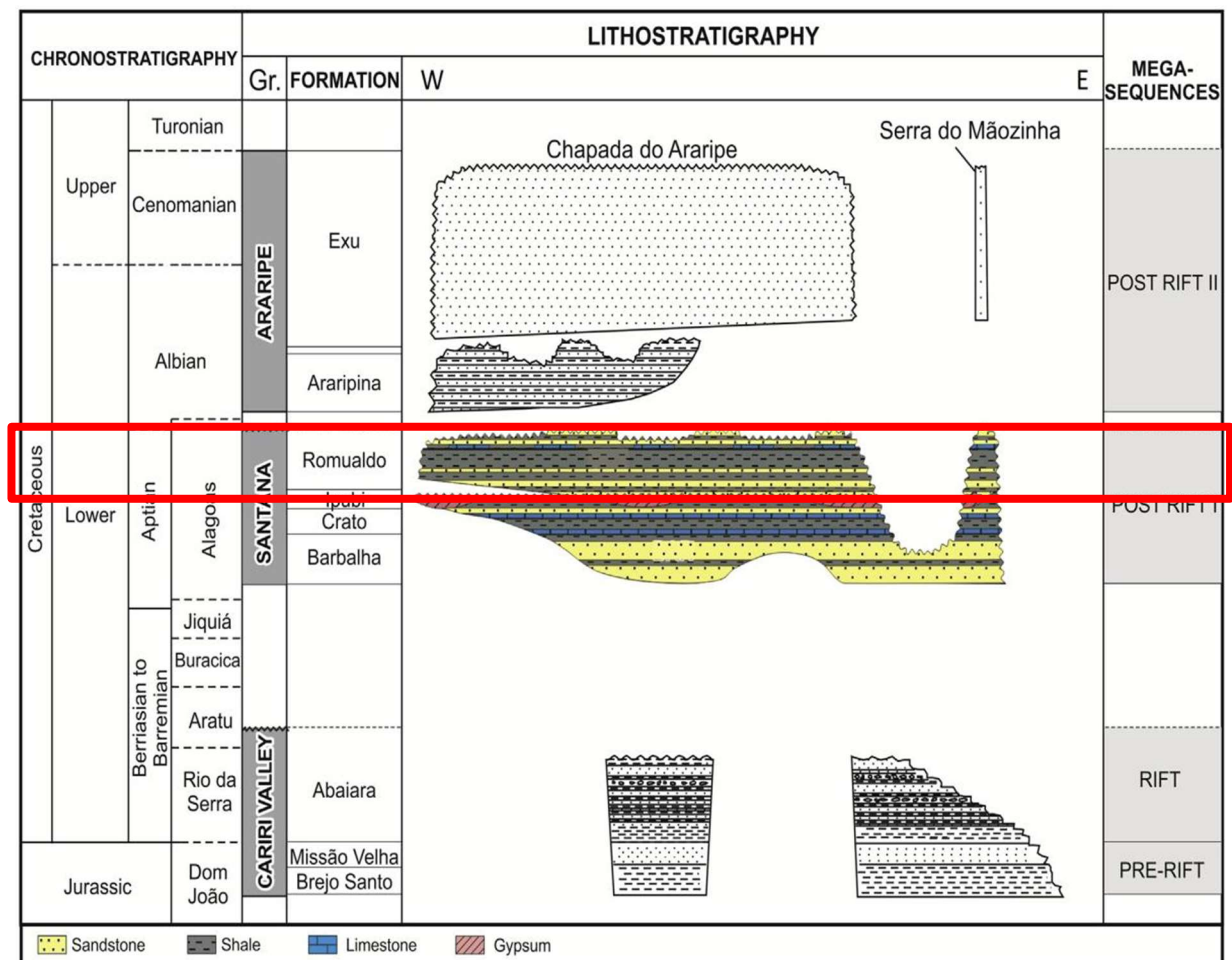 CHRONOSTRATIGRAPHY
LITHOSTRATIGRAPHY
MEGA-
SEQUENCES
Gr.
FORMATION
W
E
Turonian
Upper
Cenomanian
Albian
Cretaceous
Lower
Aptian
Alagoas
Berriasian to
Barremian
Jiquiá
Buracica
Aratu
Rio da
Serra
Jurassic
Dom
João
ARARIPE
SANTANA
CARIRI VALLEY
Exu
Araripina
Romualdo
Ipubi
Crato
Barbalha
Abaiara
Missão Velha
Brejo Santo
Chapada do Araripe
Serra do Mãozinha
POST RIFT II
POST RIFT I
RIFT
PRE-RIFT
Sandstone
Shale
Limestone
Gypsum